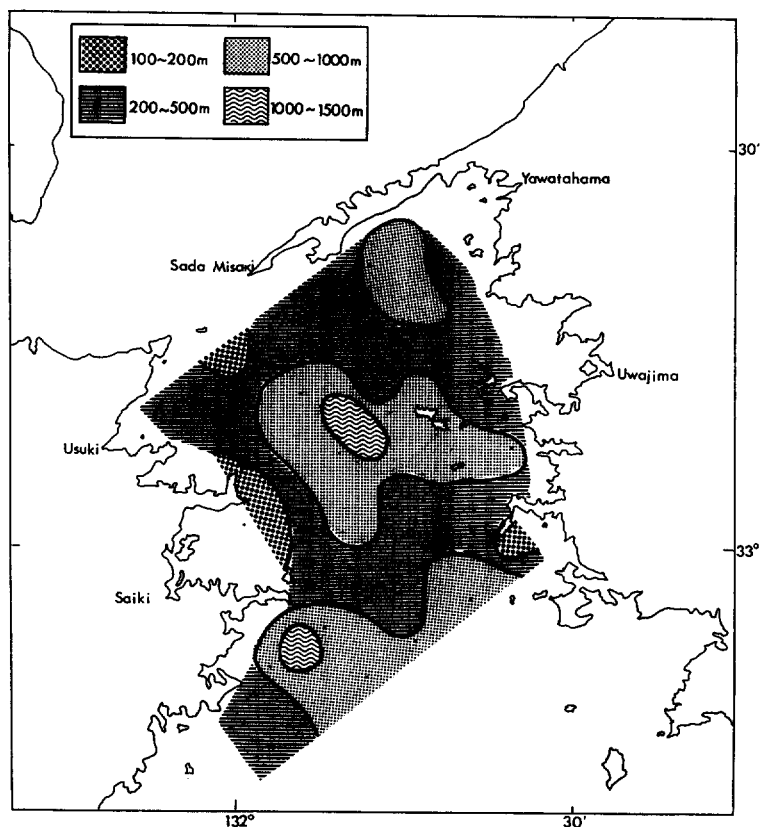 100~200m
500~1000m
200~500m
1000~1500m
30′
Yawatahama
Sada Misaki
Uwajima
Usuki
33°
Saiki
132°
30′